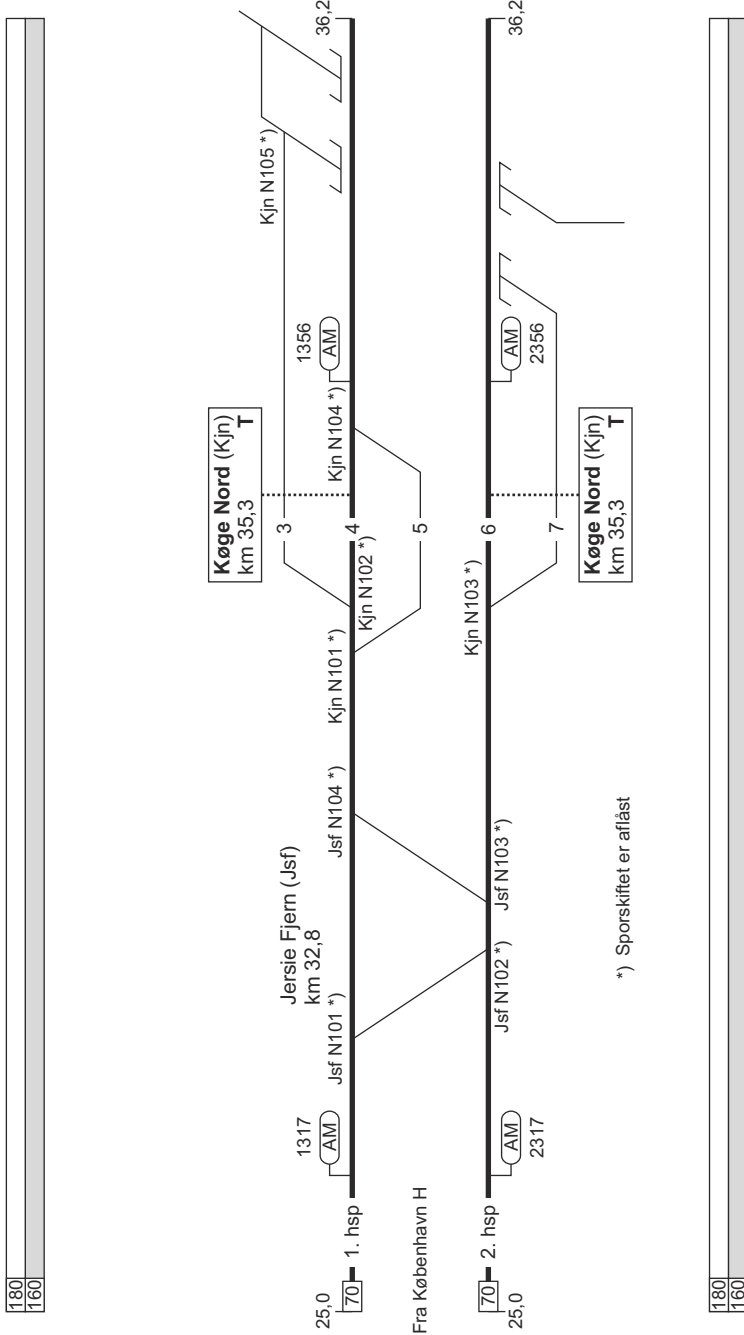 180
160
Køge Nord (Kjn)
km 35,3 T
Kjn N105 *)
3
Jersie Fjern (Jsf)
km 32,8
1317
1356
25,0
AM
Jsf N101 *)
Jsf N104 *)
Kjn N101 *)
Kjn N104 *)
AM
36,2
70
1. hsp
4
Kjn N102 *)
Fra København H
5
Kjn N103 *)
70
2. hsp
6
25,0
AM
Jsf N102 *)
Jsf N103 *)
AM
36,2
2317
2356
7
Køge Nord (Kjn)
km 35,3 T
*) Sporskiftet er aflåst
180
160